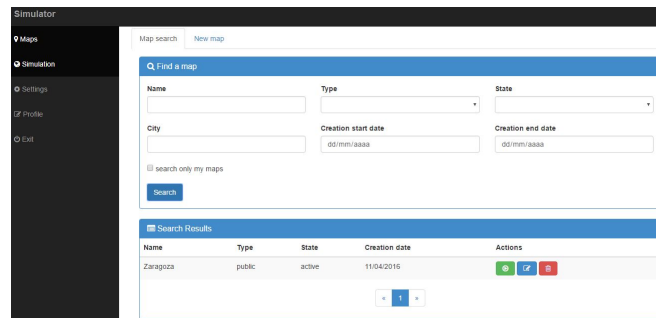 Simulator
Maps
Simulation
Settings
Profile
Exit
Map search New map
Find a map
Name Type State
City Creation start date Creation end date
dd/mm/aaaa dd/mm/aaaa
search only my maps
Search
Search Results
Name Type State Creation date Actions
Zaragoza public active 11/04/2016
« 1 »